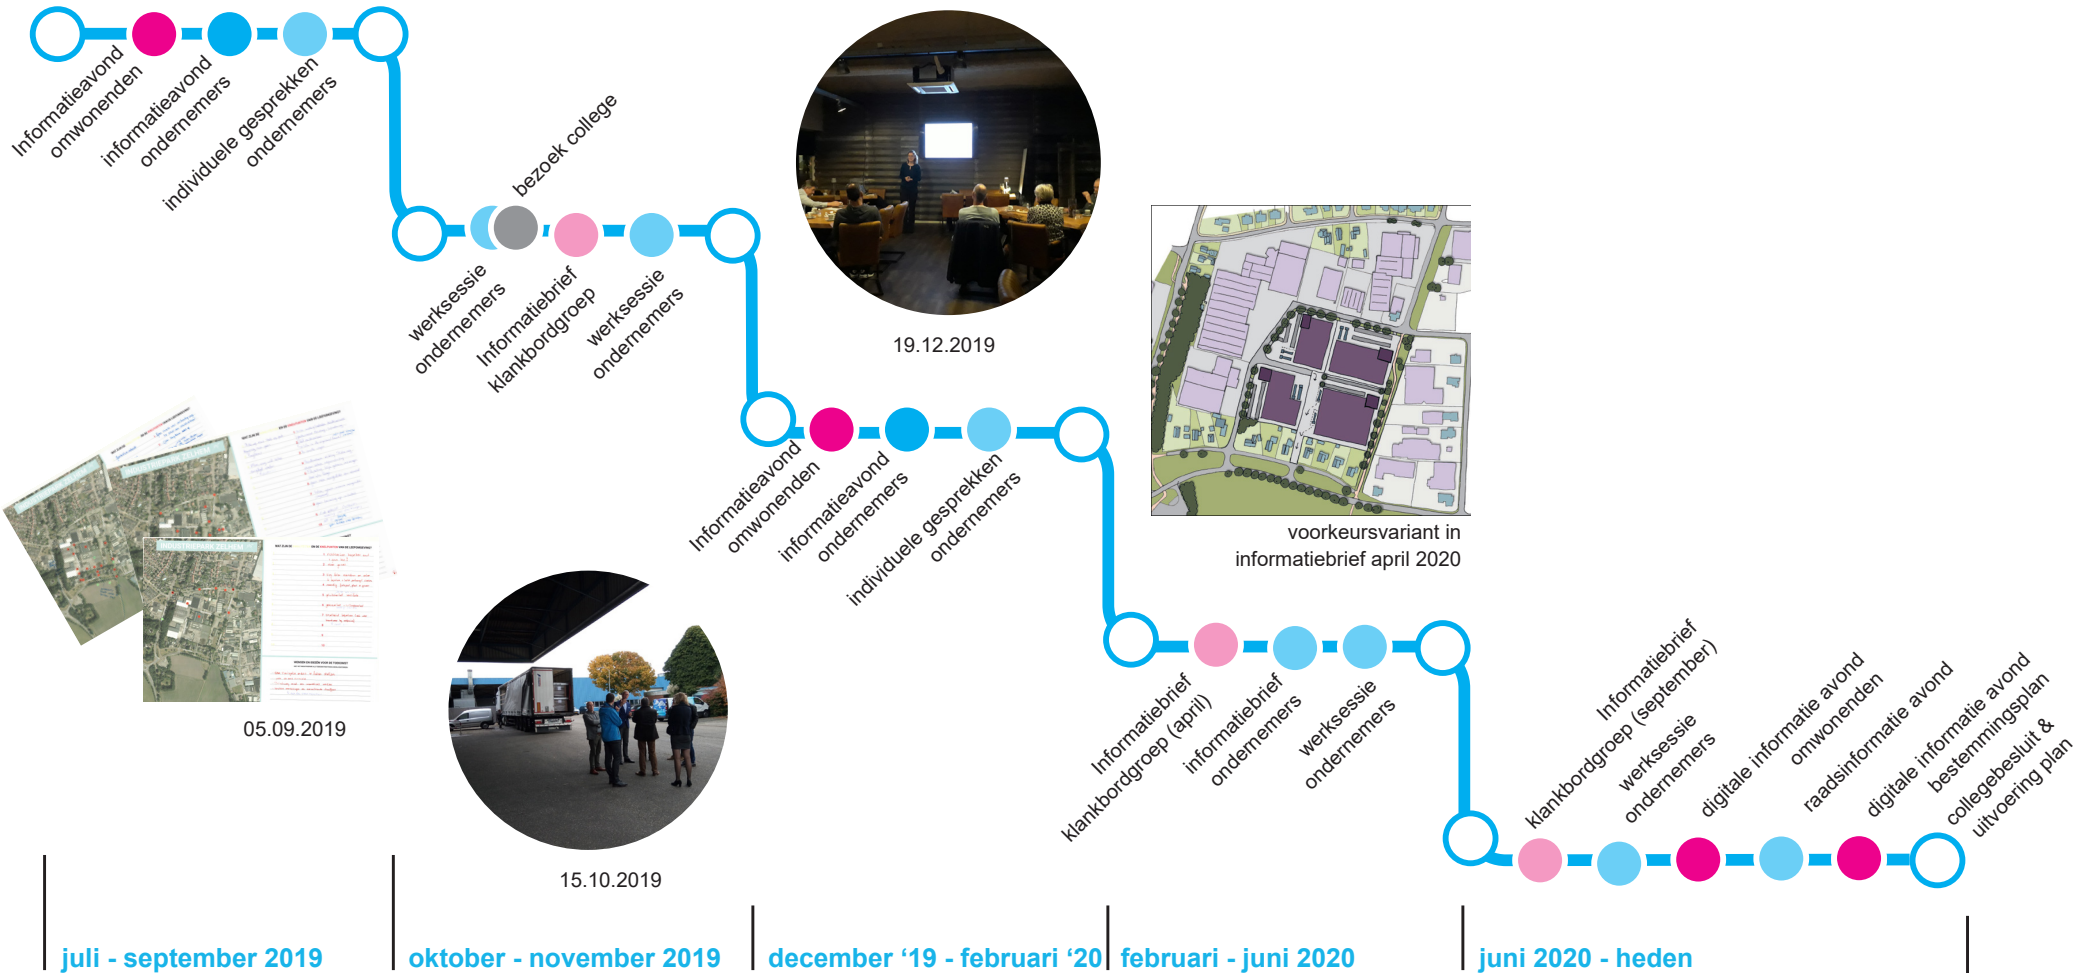 Informatieavond
omwonenden
informatieavond
ondernemers
individuele gesprekken
ondernemers
werksessie
ondernemers
bezoek college
Informatiebrief
klankbordgroep
werksessie
ondernemers
19.12.2019
Informatieavond
omwonenden
informatieavond
ondernemers
individuele gesprekken
ondernemers
voorkeursvariant in
informatiebrief april 2020
INDUSTRIEPARK ZELHEM
05.09.2019
15.10.2019
Informatiebrief
klankbordgroep (april)
informatiebrief
ondernemers
werksessie
ondernemers
Informatiebrief
klankbordgroep (september)
werksessie
ondernemers
digitale informatie avond
omwonenden
raadsinformatie avond
digitale informatie avond
bestemmingsplan
collegebesluit &
uitvoering plan
juli - september 2019
oktober - november 2019
december ‘19 - februari ‘20
februari - juni 2020
juni 2020 - heden